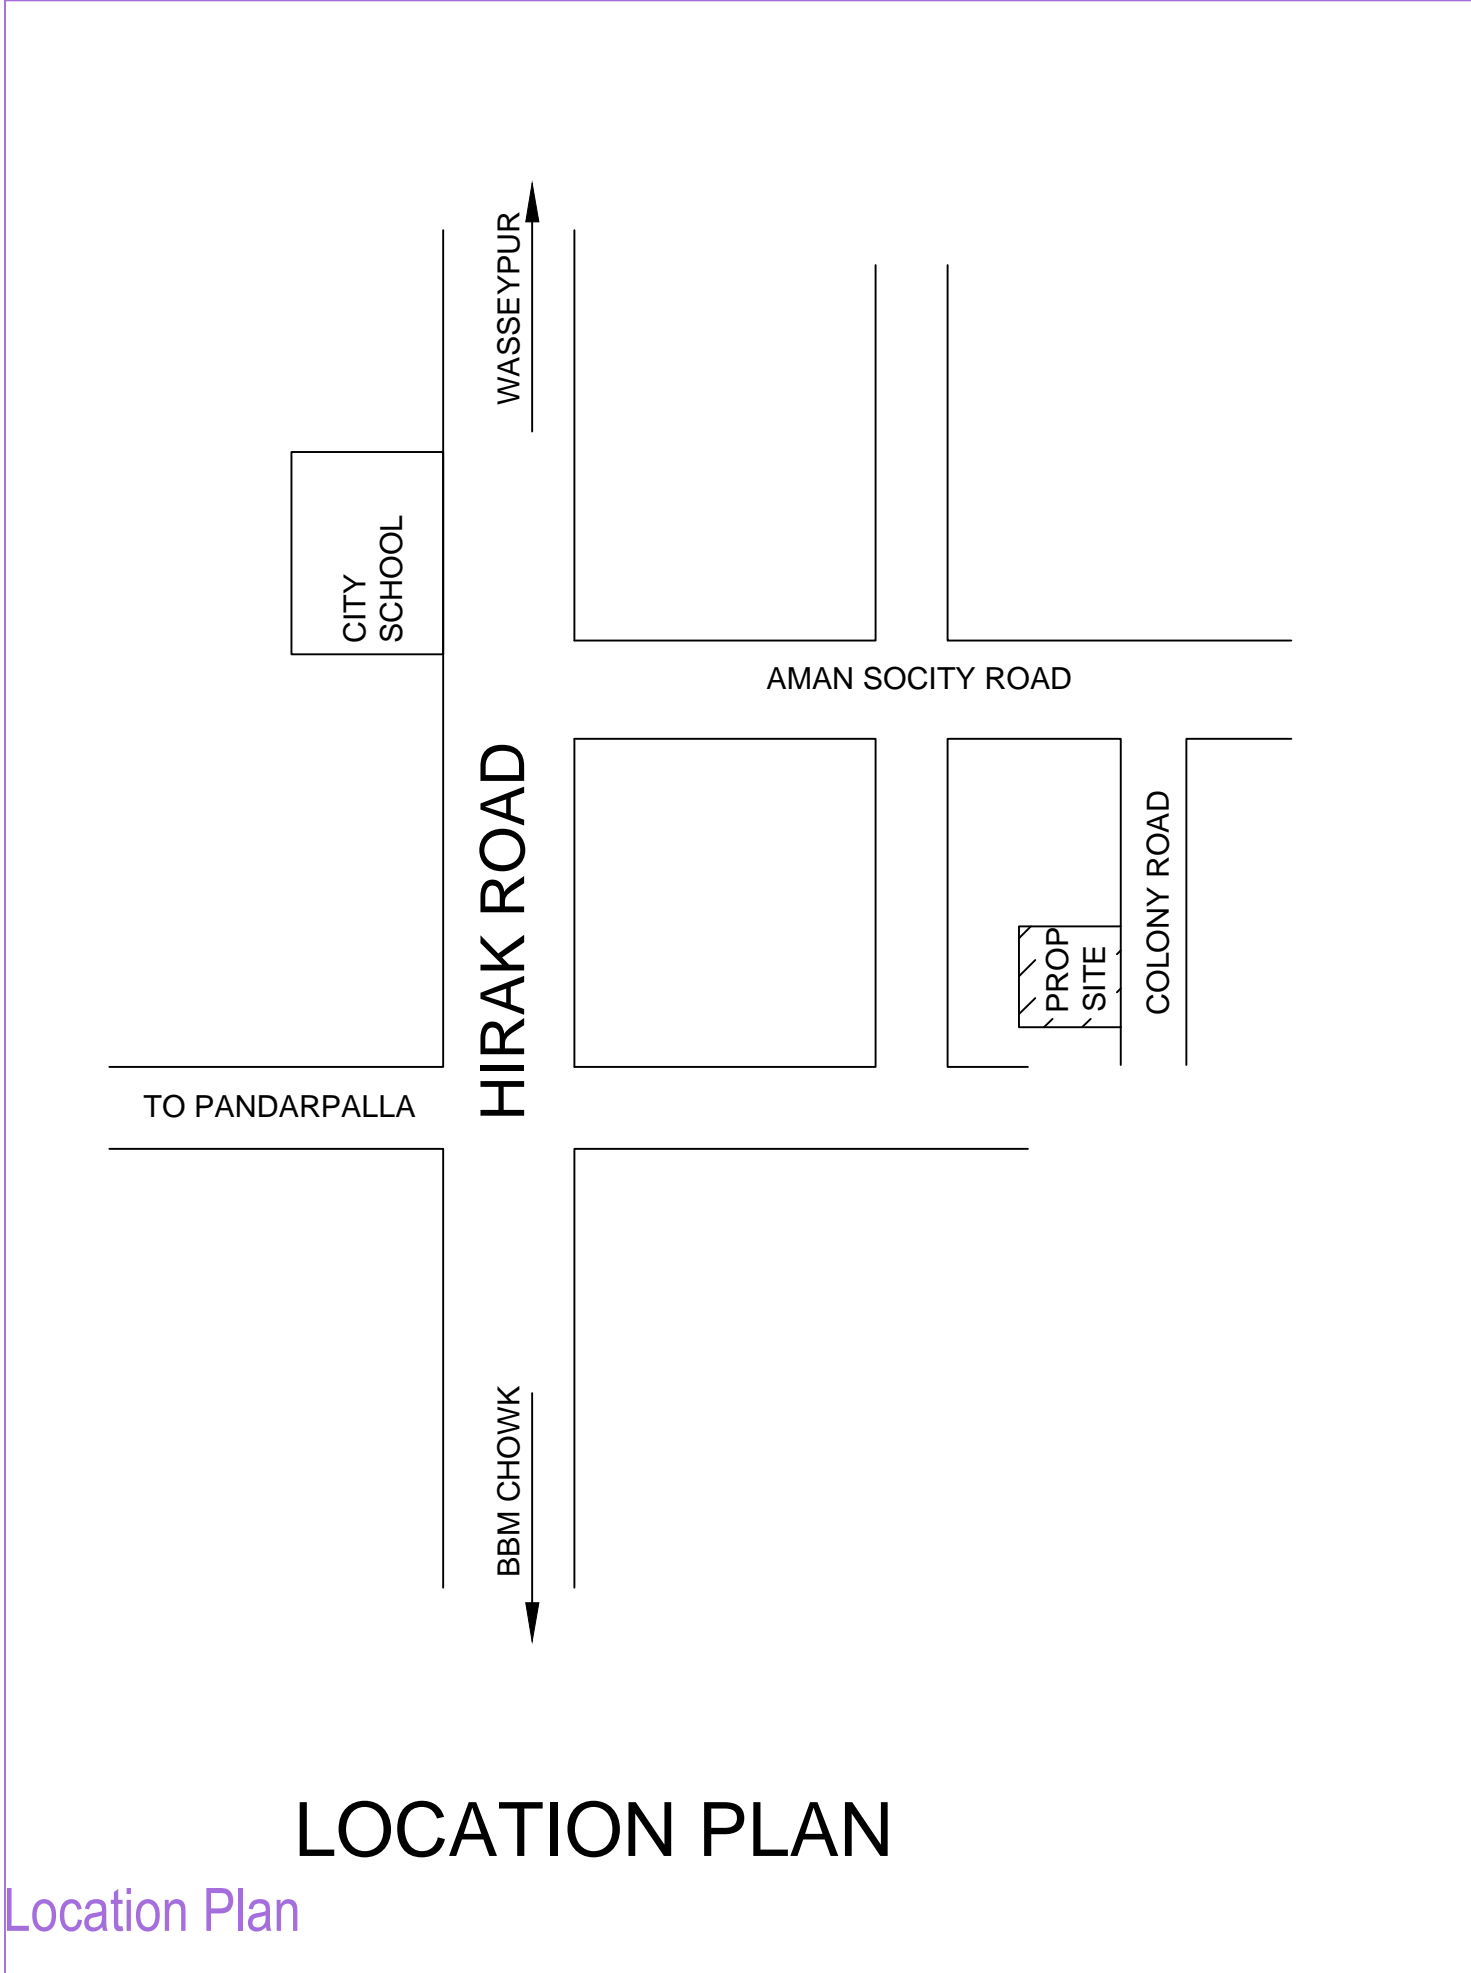 WASSEYPUR
CITY
SCHOOL
AMAN SOCITY ROAD
HIRAK ROAD
COLONY ROAD
PROP
SITE
TO PANDARPALLA
BBM CHOWK
LOCATION PLAN
Location Plan